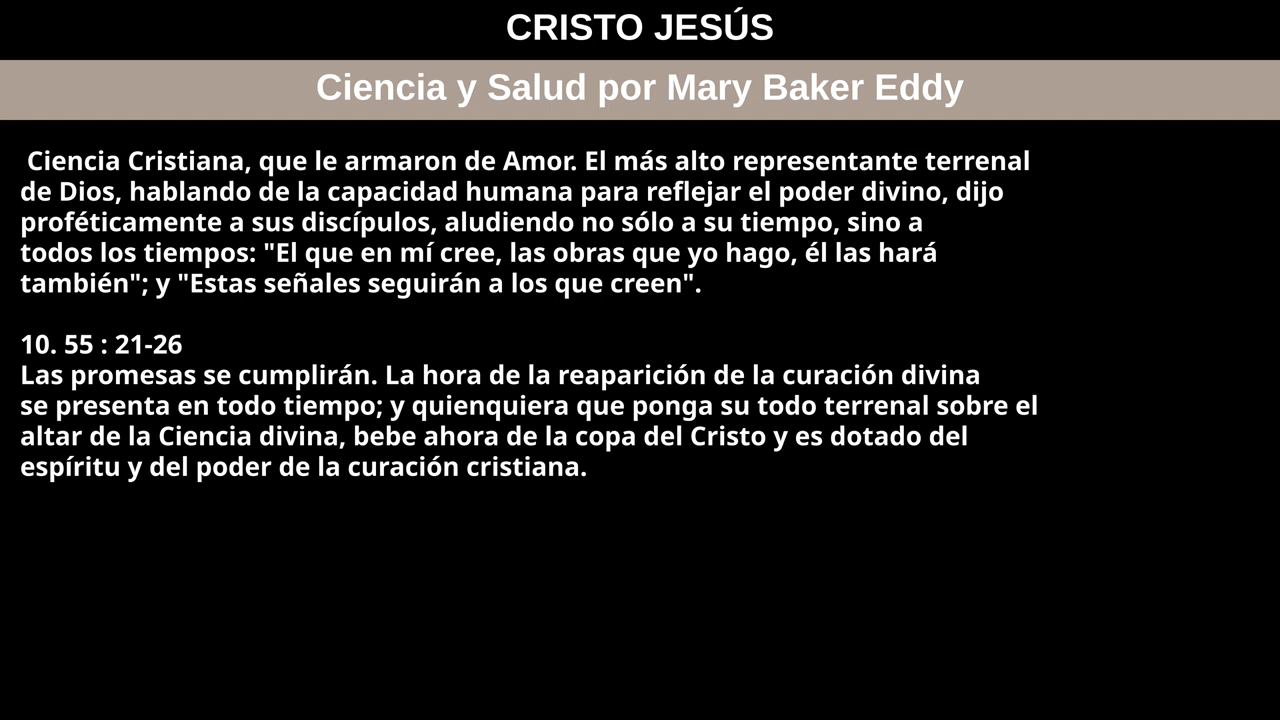 CRISTO JESÚS
Ciencia y Salud por Mary Baker Eddy
Ciencia Cristiana, que le armaron de Amor. El más alto representante terrenal
de Dios, hablando de la capacidad humana para reflejar el poder divino, dijo
proféticamente a sus discípulos, aludiendo no sólo a su tiempo, sino a
todos los tiempos: "El que en mí cree, las obras que yo hago, él las hará
también"; y "Estas señales seguirán a los que creen".
10. 55 : 21-26
Las promesas se cumplirán. La hora de la reaparición de la curación divina
se presenta en todo tiempo; y quienquiera que ponga su todo terrenal sobre el
altar de la Ciencia divina, bebe ahora de la copa del Cristo y es dotado del
espíritu y del poder de la curación cristiana.